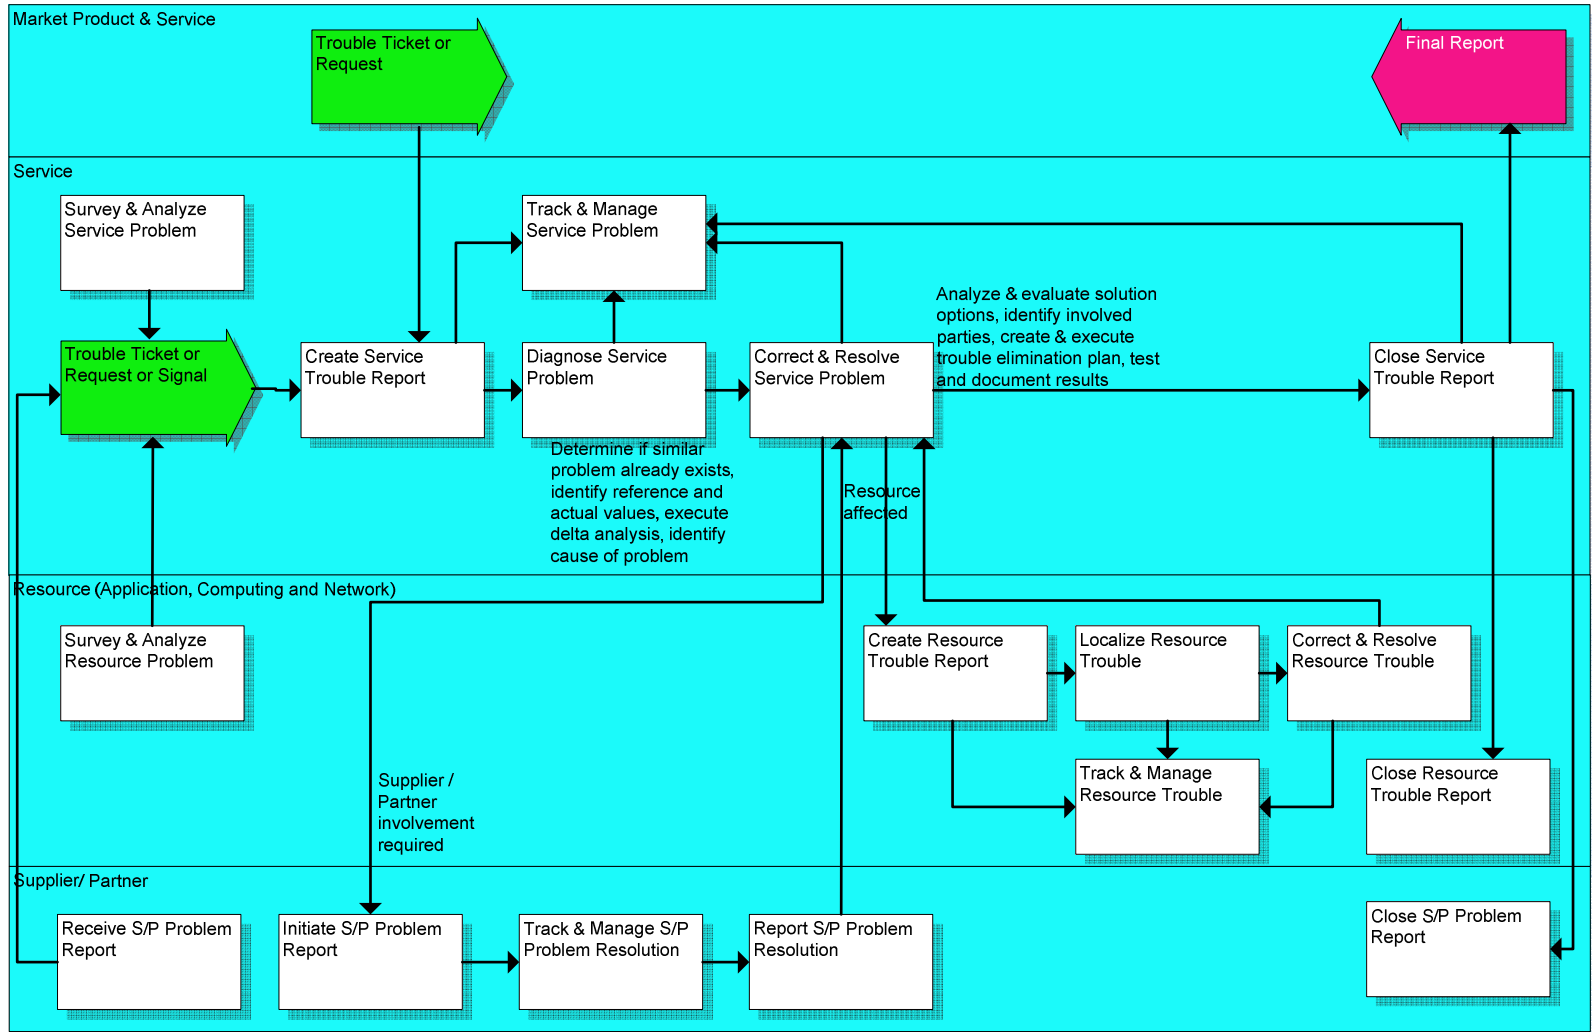 Market Product & Service
Trouble Ticket or
Request
Final Report
Service
Survey & Analyze
Service Problem
Track & Manage
Service Problem
Analyze & evaluate solution
options, identify involved
parties, create & execute
trouble elimination plan, test
and document results
Trouble Ticket or
Request or Signal
Create Service
Trouble Report
Diagnose Service
Problem
Correct & Resolve
Service Problem
Close Service
Trouble Report
Determine if similar
problem already exists,
identify reference and
actual values, execute
delta analysis, identify
cause of problem
Resource
affected
Resource (Application, Computing and Network)
Survey & Analyze
Resource Problem
Create Resource
Trouble Report
Localize Resource
Trouble
Correct & Resolve
Resource Trouble
Supplier /
Partner
involvement
required
Track & Manage
Resource Trouble
Close Resource
Trouble Report
Supplier/ Partner
Receive S/P Problem
Report
Initiate S/P Problem
Report
Track & Manage S/P
Problem Resolution
Report S/P Problem
Resolution
Close S/P Problem
Report